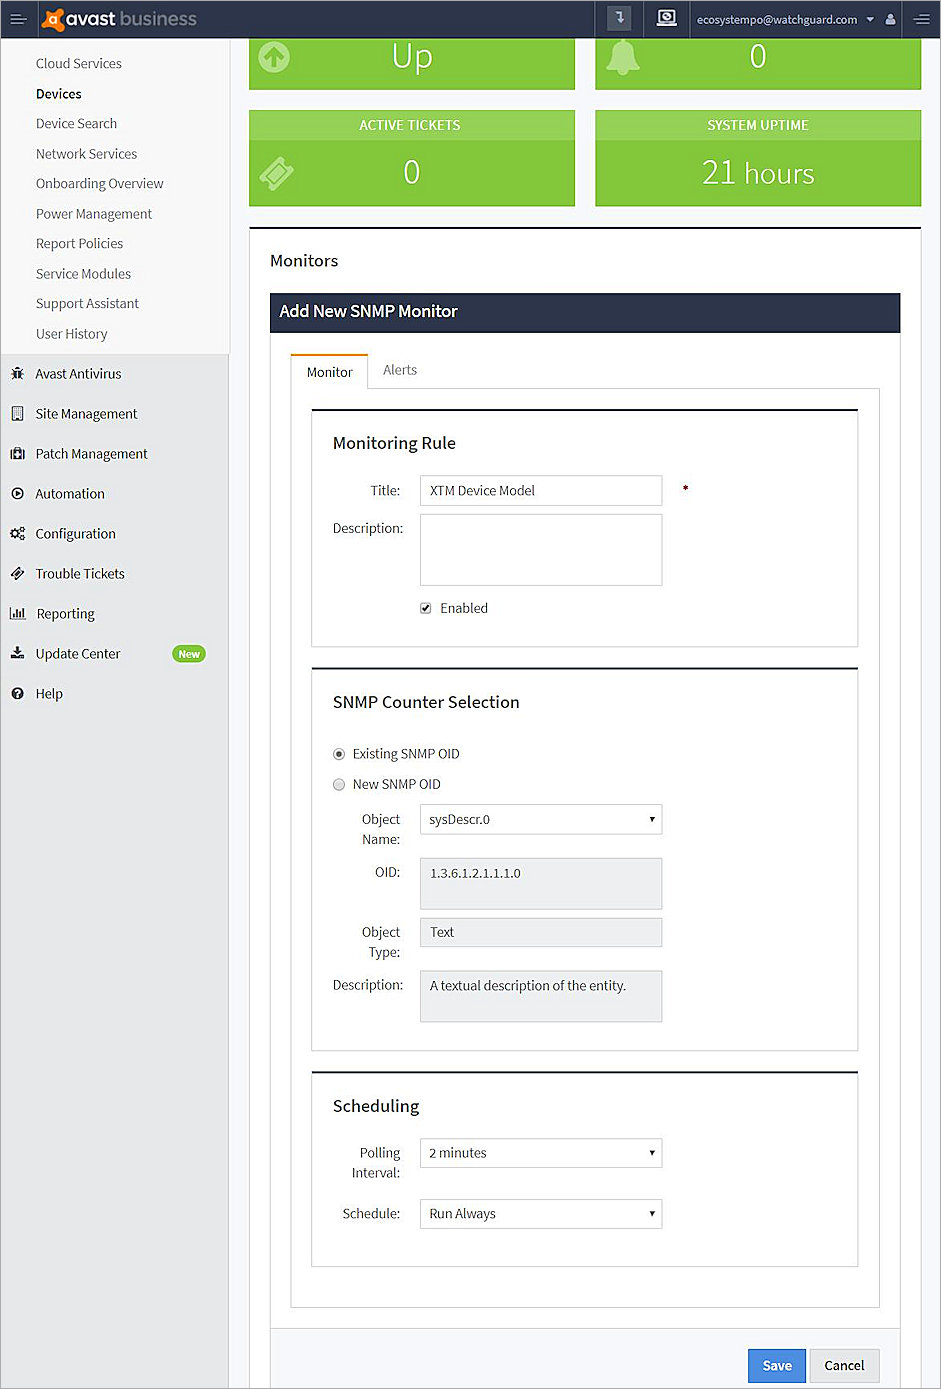 avast business
ecosystempo@watchguard.com
Cloud Services
Devices
Device Search
Network Services
Onboarding Overview
Power Management
Report Policies
Service Modules
Support Assistant
User History
Avast Antivirus
Site Management
Patch Management
Automation
Configuration
Trouble Tickets
Reporting
Update Center New
Help
Up
0
ACTIVE TICKETS
0
SYSTEM UPTIME
21 hours
Monitors
Add New SNMP Monitor
Monitor Alerts
Monitoring Rule
Title: XTM Device Model *
Description:
Enabled
SNMP Counter Selection
Existing SNMP OID
New SNMP OID
Object Name: sysDescr.0
OID: 1.3.6.1.2.1.1.1.0
Object Type: Text
Description: A textual description of the entity.
Scheduling
Polling Interval: 2 minutes
Schedule: Run Always
Save Cancel